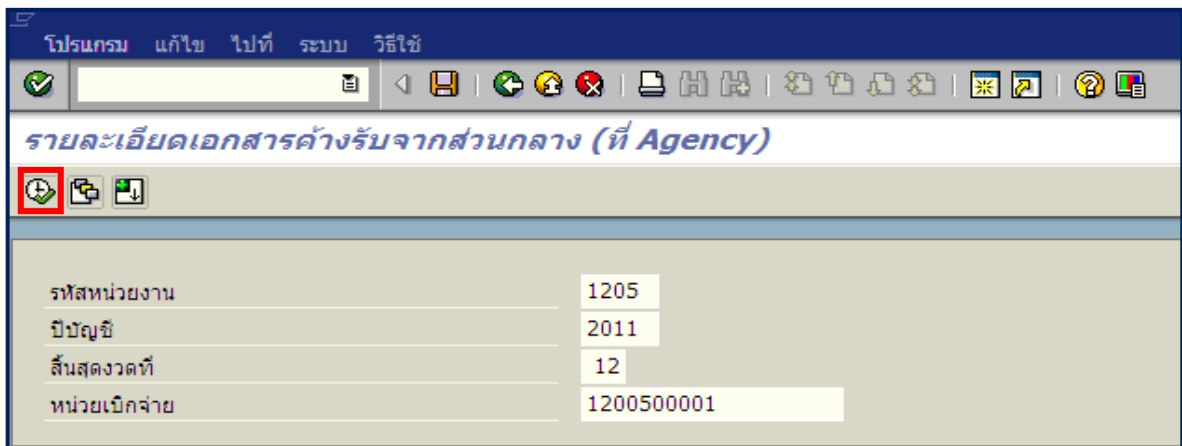 โปรแกรม แก้ไข ไปที่ ระบบ วิธีใช้
รายละเอียดเอกสารค้างรับจากส่วนกลาง (ที่ Agency)
รหัสหน่วยงาน 1205
ปีบัญชี 2011
สิ้นสุดงวดที่ 12
หน่วยเบิกจ่าย 1200500001